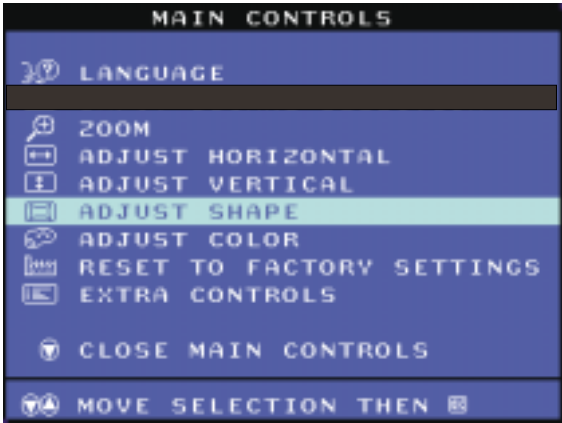 MAIN CONTROLS
LANGUAGE
ZOOM
ADJUST HORIZONTAL
ADJUST VERTICAL
ADJUST SHAPE
ADJUST COLOR
RESET TO FACTORY SETTINGS
EXTRA CONTROLS
CLOSE MAIN CONTROLS
MOVE SELECTION THEN